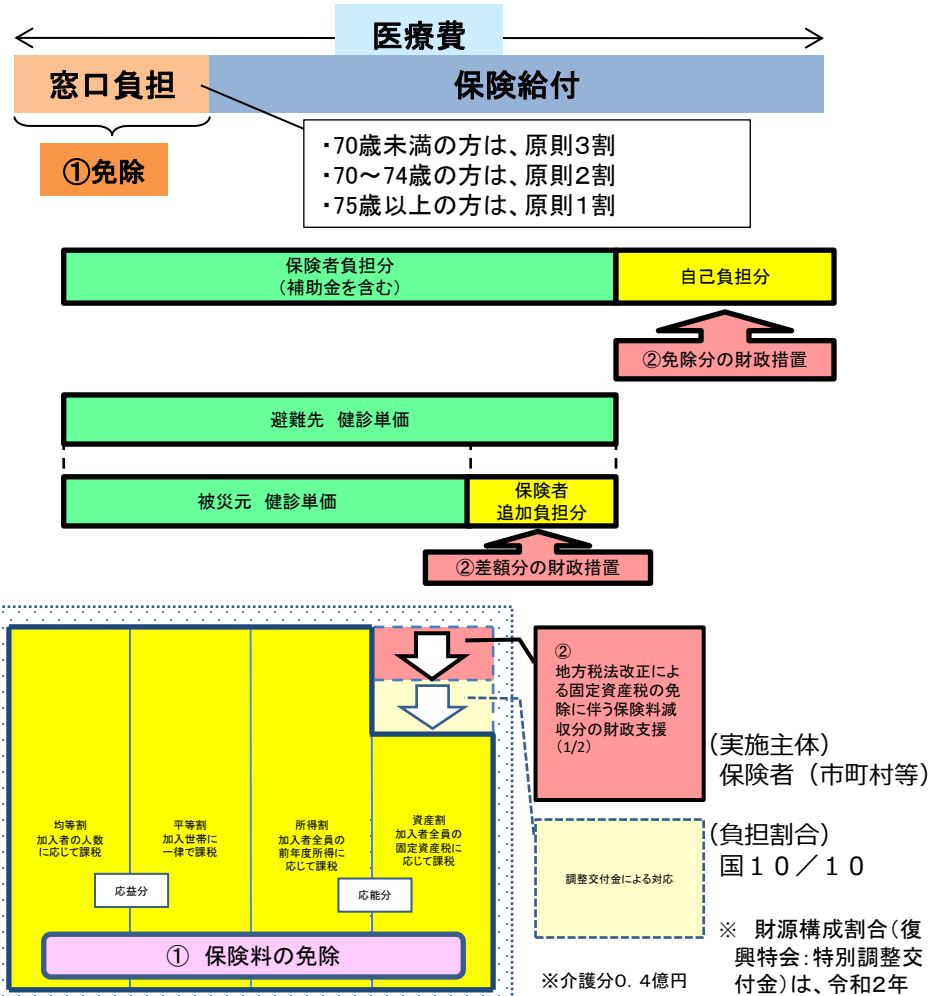 医療費
窓口負担
保険給付
①免除
・70歳未満の方は、原則３割
・70～74歳の方は、原則２割
・75歳以上の方は、原則１割
保険者負担分
(補助金を含む)
自己負担分
②免除分の財政措置
避難先 健診単価
被災元 健診単価
保険者
追加負担分
②差額分の財政措置
②
地方税法改正によ
る固定資産税の免
除に伴う保険料減
収分の財政支援
(1/2)
(実施主体)
保険者（市町村等）
均等割
加入者の人数
に応じて課税
平等割
加入世帯に
一律で課税
所得割
加入者全員の
前年度所得に
応じて課税
資産割
加入者全員の
固定資産税に
応じて課税
応益分
応能分
① 保険料の免除
調整交付金による対応
(負担割合)
国１０／１０
※介護分０．４億円
※ 財源構成割合（復
興特会：特別調整交
付金）は、令和２年